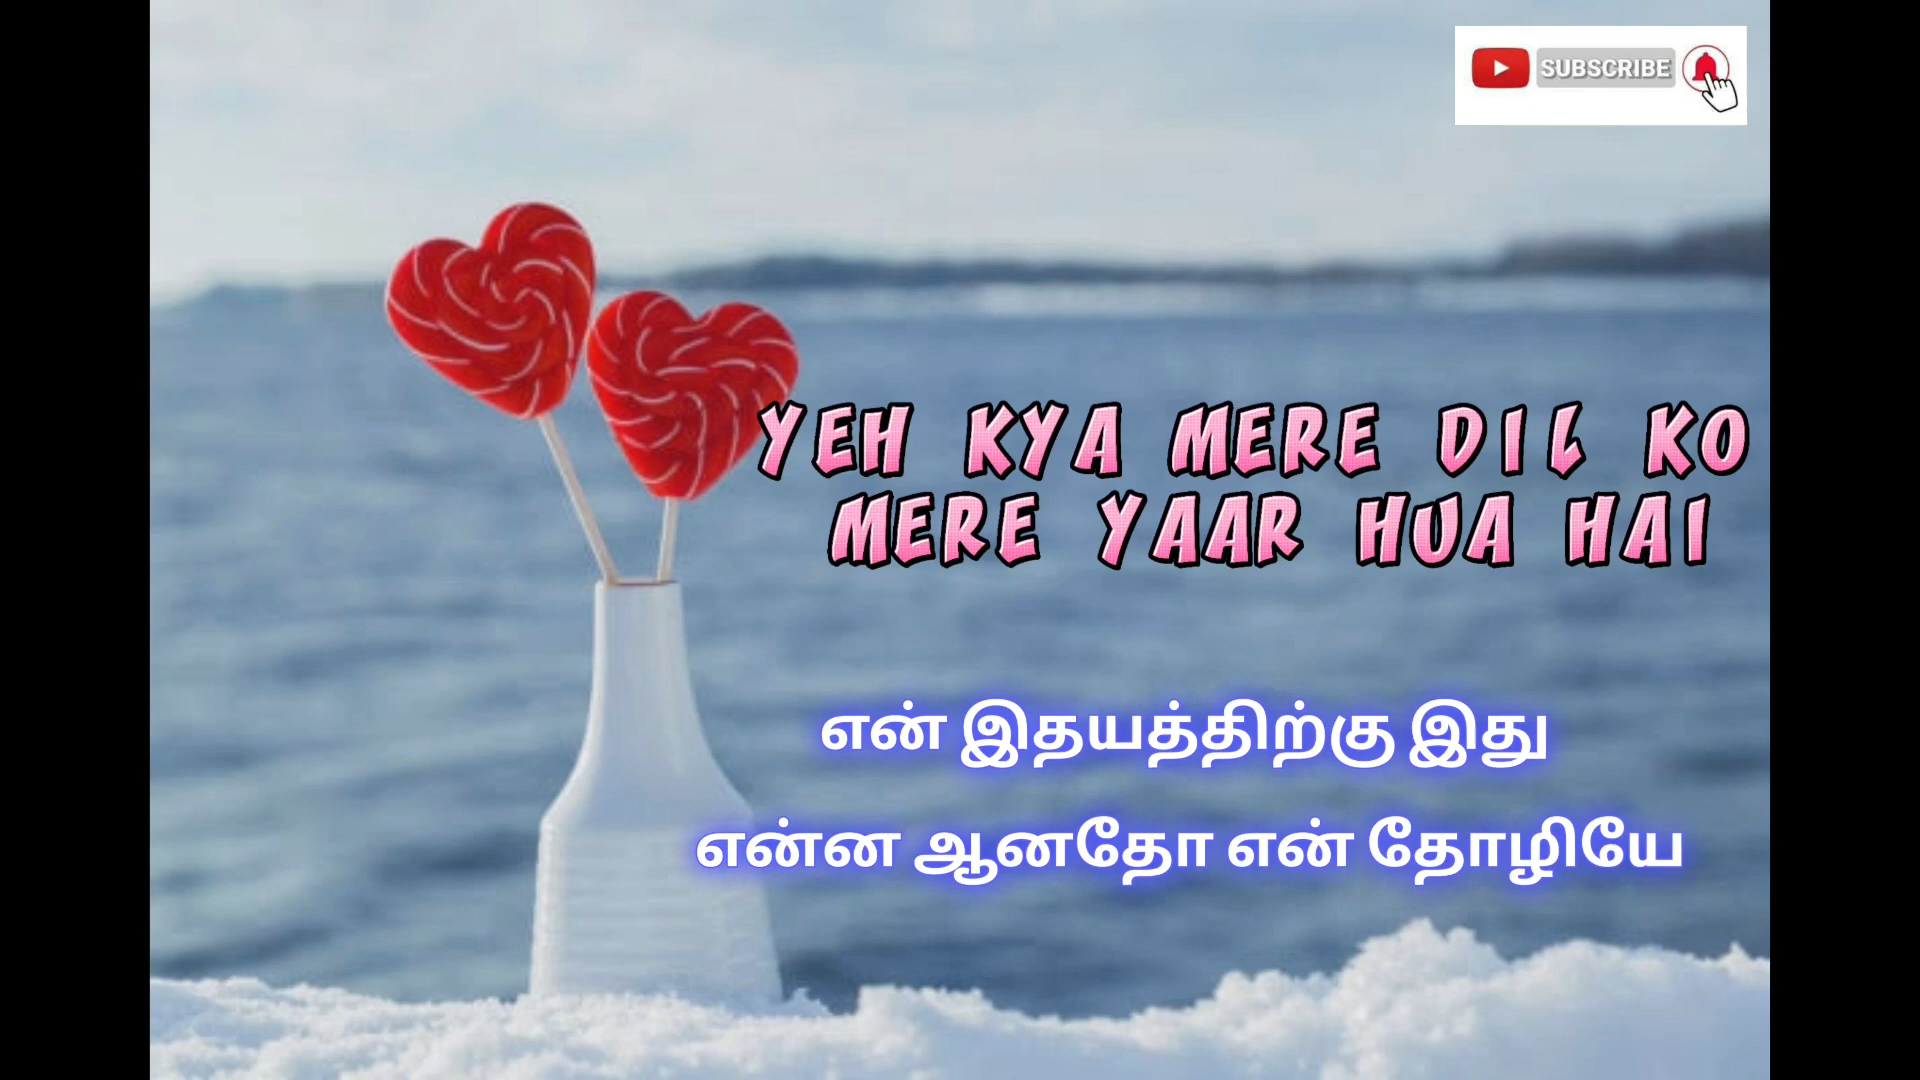 SUBSCRIBE
YEH KYA MERE DIL KO
MERE YAAR HUA HAI
என் இதயத்திற்கு இது
என்ன ஆனதோ என் தோழியே